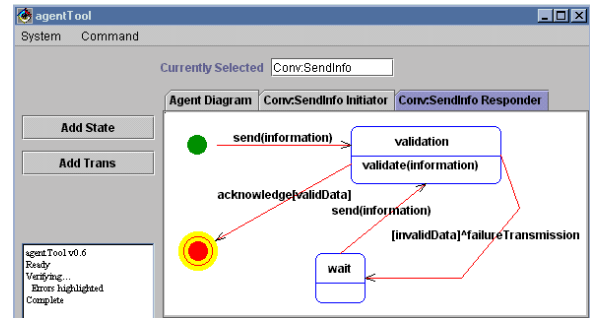 agentTool
System Command
Currently Selected Conv:SendInfo
Agent Diagram Conv:SendInfo Initiator Conv:SendInfo Responder
Add State
Add Trans
send(information)
validation
validate(information)
acknowledge[validData]
send(information)
[invalidData]^failureTransmission
wait
agentTool v0.6
Ready
Verifying...
Errors highlighted
Complete